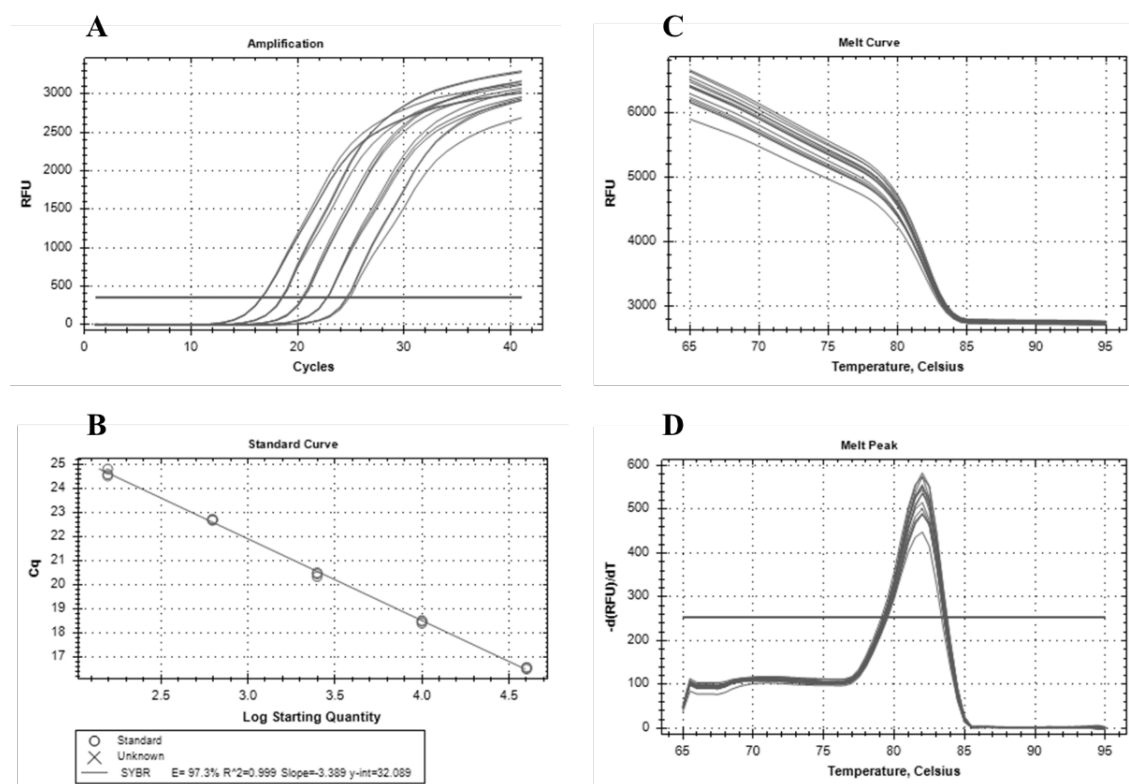 A
Amplification
RFU
3000
2500
2000
1500
1000
500
0
0 10 20 30 40
Cycles
B
Standard Curve
Cq
25
24
23
22
21
20
19
18
17
2.5 3.0 3.5 4.0 4.5
Log Starting Quantity
Standard
Unknown
SYBR E= 97.3% R^2=0.999 Slope=-3.389 y-int=32.089
C
Melt Curve
RFU
6000
5000
4000
3000
65 70 75 80 85 90 95
Temperature, Celsius
D
Melt Peak
-d(RFU)/dT
600
500
400
300
200
100
0
65 70 75 80 85 90 95
Temperature, Celsius